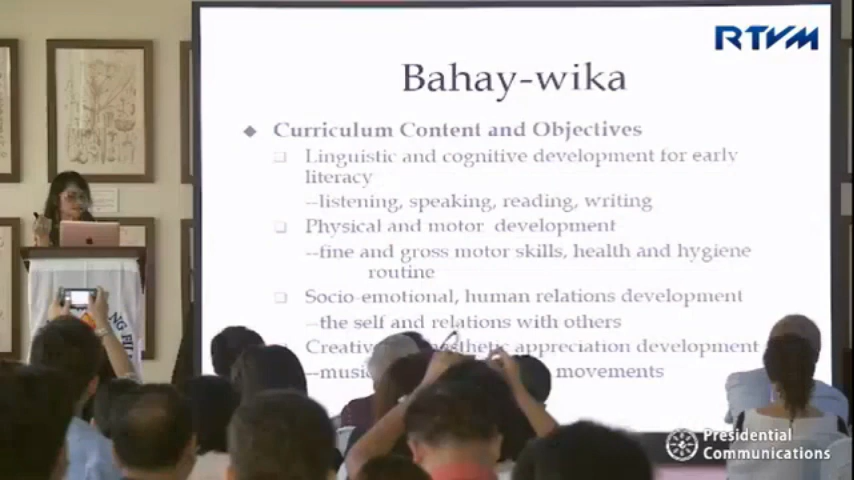 RTVM
Bahay-wika
Curriculum Content and Objectives
Linguistic and cognitive development for early
literacy
--listening, speaking, reading, writing
Physical and motor development
--fine and gross motor skills, health and hygiene
routine
Socio-emotional, human relations development
--the self and relations with others
Creative appreciation development
movements
NG
Presidential
Communications